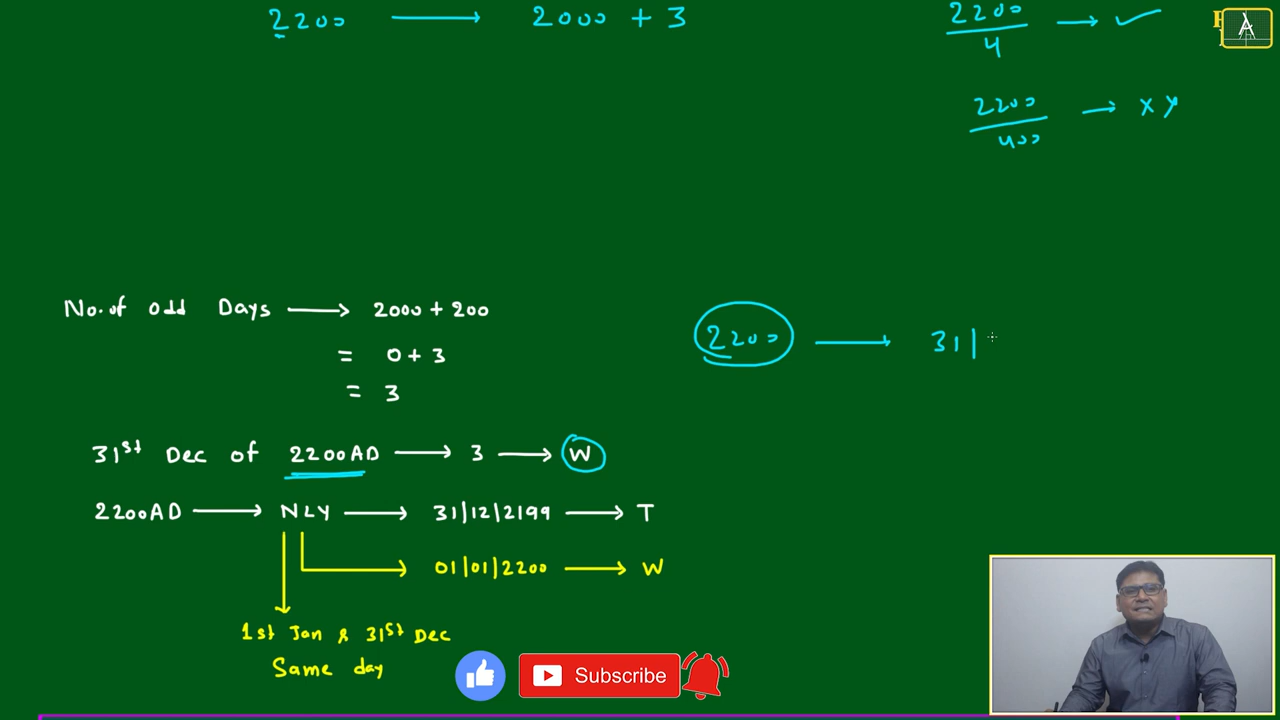 2200 ⟶ 2000 + 3
2200/4 → ✓
2200/400 → x y
No. of odd Days ⟶ 2000 + 200
= 0 + 3
= 3
2200 ⟶ 31|
31st Dec of 2200AD ⟶ 3 ⟶ W
2200AD ⟶ NLY ⟶ 31|12|2199 ⟶ T
01|01|2200 ⟶ W
1st Jan & 31st Dec
Same day
Subscribe